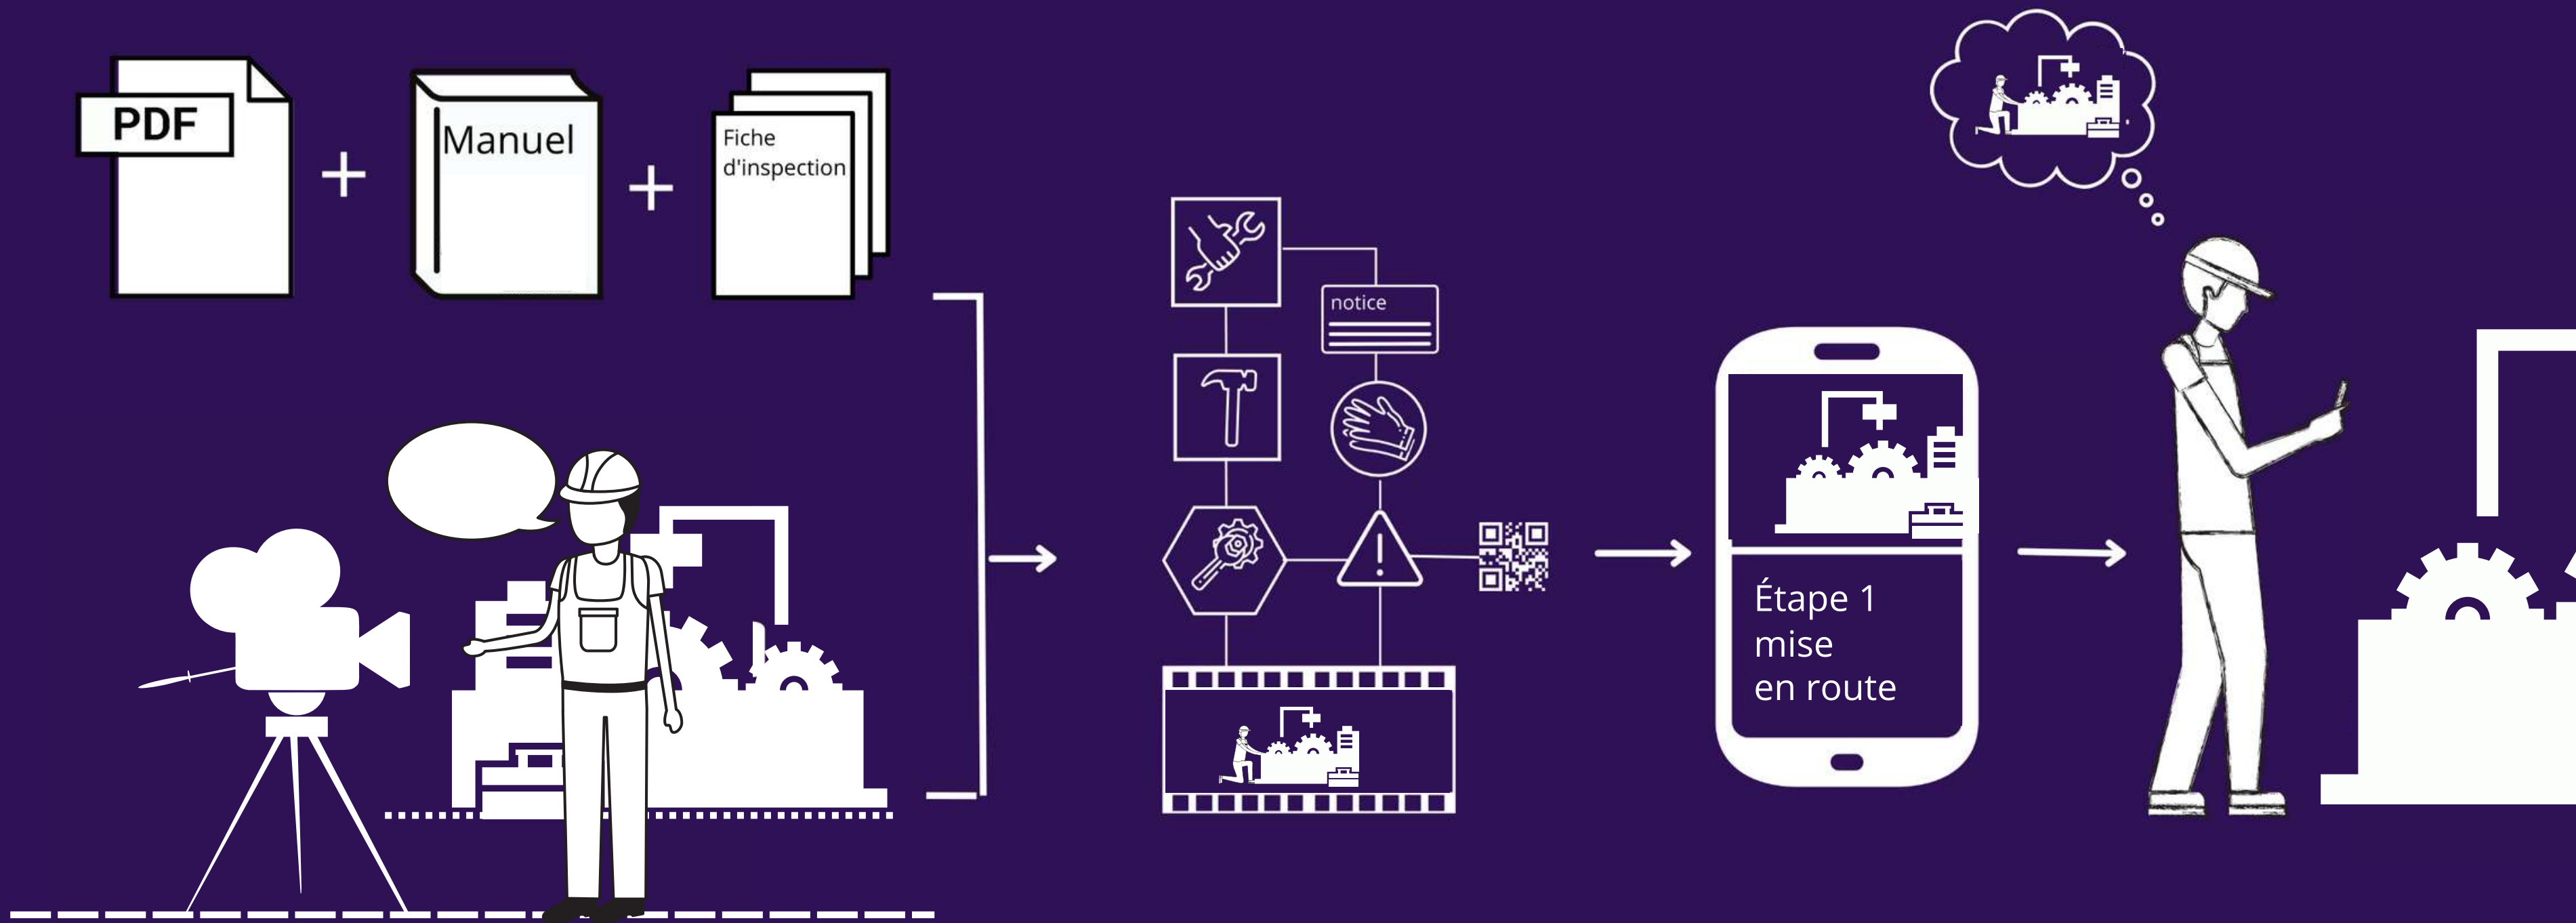 PDF
Manuel
Fiche
d'inspection
notice
Étape 1
mise
en route